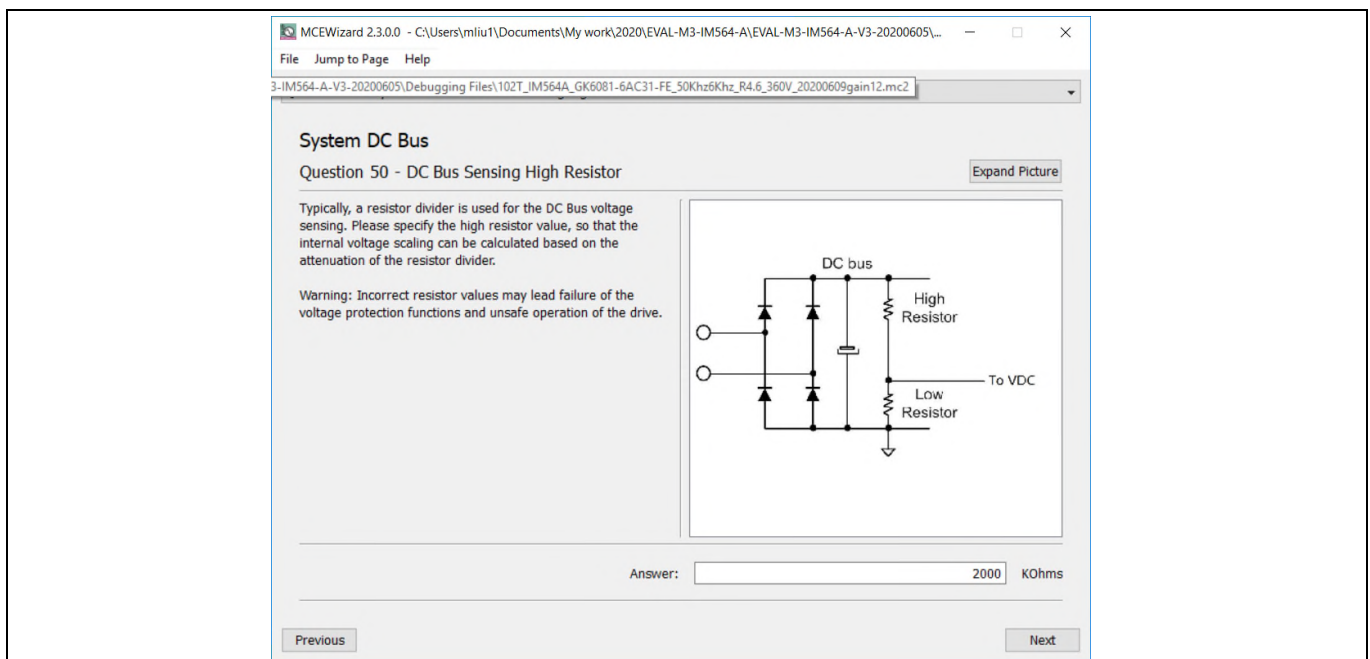 MCEWizard 2.3.0.0 - C:\Users\mliu1\Documents\My work\2020\EVAL-M3-IM564-A\EVAL-M3-IM564-A-V3-20200605\...
File Jump to Page Help
3-IM564-A-V3-20200605\Debugging Files\102T_IM564A_GK6081-6AC31-FE_50Khz6Khz_R4.6_360V_20200609gain12.mc2
System DC Bus
Question 50 - DC Bus Sensing High Resistor
Expand Picture
Typically, a resistor divider is used for the DC Bus voltage
sensing. Please specify the high resistor value, so that the
internal voltage scaling can be calculated based on the
attenuation of the resistor divider.
Warning: Incorrect resistor values may lead failure of the
voltage protection functions and unsafe operation of the drive.
DC bus
High
Resistor
To VDC
Low
Resistor
Answer: 2000 KOhms
Previous Next